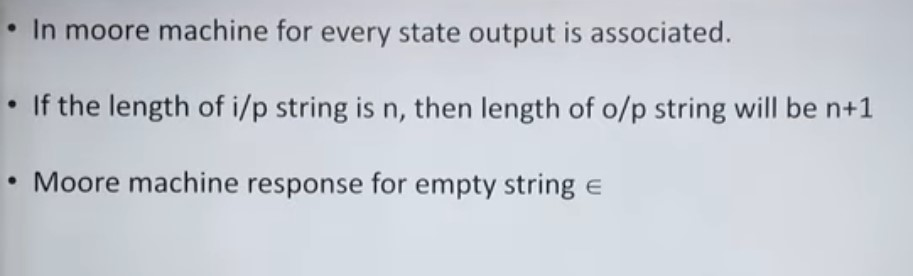 • In moore machine for every state output is associated.
• If the length of i/p string is n, then length of o/p string will be n+1
• Moore machine response for empty string ∈